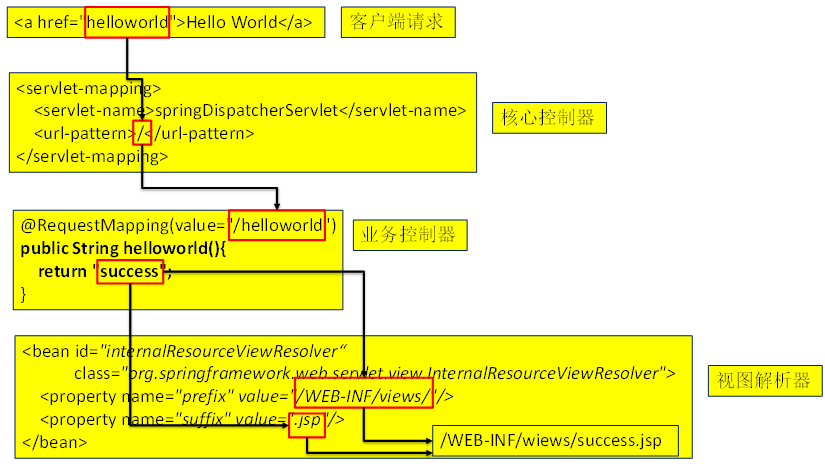 <a href="helloworld">Hello World</a>
客户端请求
<servlet-mapping>
<servlet-name>springDispatcherServlet</servlet-name>
<url-pattern>/</url-pattern>
</servlet-mapping>
核心控制器
@RequestMapping(value="/helloworld")
public String helloworld(){
return "success";
}
业务控制器
<bean id="internalResourceViewResolver“
class="org.springframework.web.servlet.view.InternalResourceViewResolver">
<property name="prefix" value="/WEB-INF/views/"/>
<property name="suffix" value=".jsp"/>
</bean>
视图解析器
/WEB-INF/wiews/success.jsp